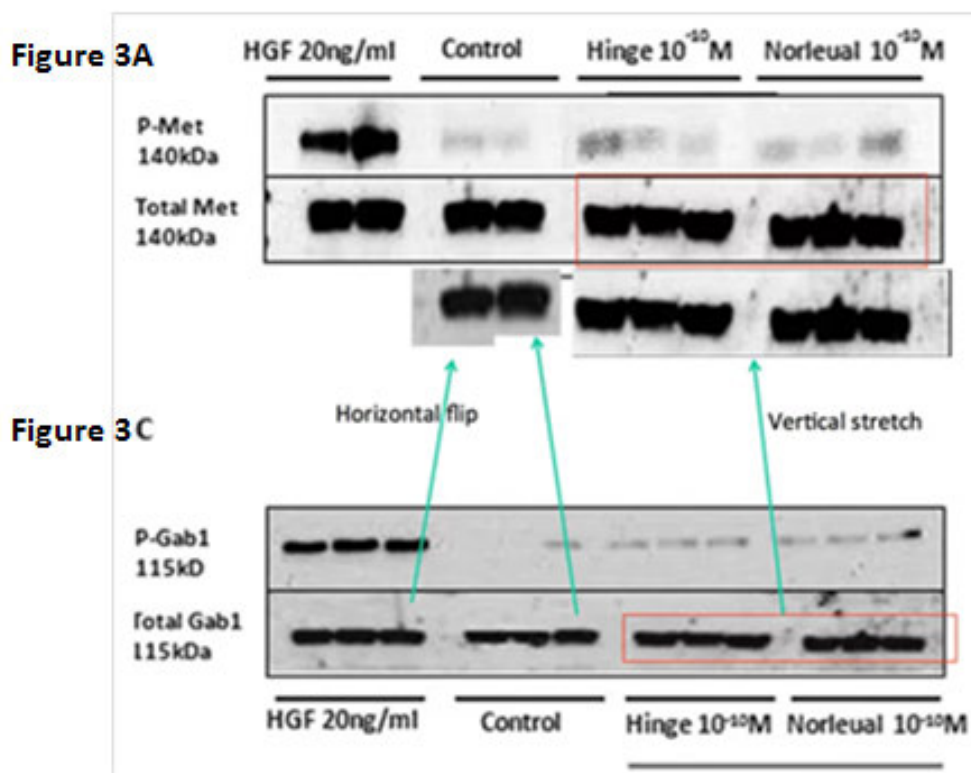 Figure 3A
HGF 20ng/ml Control Hinge 10⁻¹⁰M Norleual 10⁻¹⁰M
P-Met
140kDa
Total Met
140kDa
Horizontal flip
Vertical stretch
Figure 3C
P-Gab1
115kD
Total Gab1
115kDa
HGF 20ng/ml Control Hinge 10⁻¹⁰M Norleual 10⁻¹⁰M